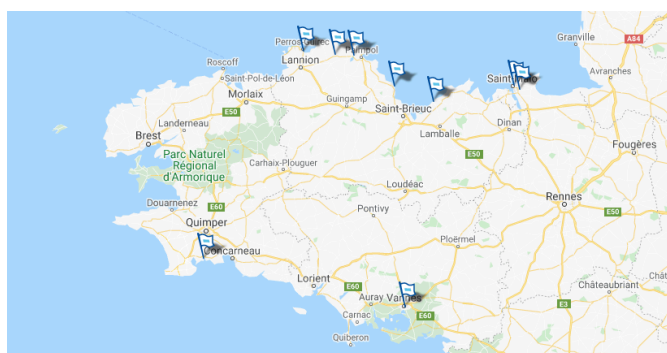 Granville
A84
Perros-Guirec
Paimpol
Roscoff
Lannion
Saint-Malo
Avranches
Saint-Pol-de-Léon
Morlaix
Guingamp
Saint-Brieuc
E50
Landerneau
Dinan
Lamballe
Brest
Fougères
Parc Naturel
Régional
d'Armorique
E50
Carhaix-Plouguer
Loudéac
Rennes
Douarnenez
E60
Pontivy
E50
Quimper
Ploërmel
Concarneau
Lorient
E60
Châteaubriant
Auray
Vannes
E3
Carnac
E60
Quiberon